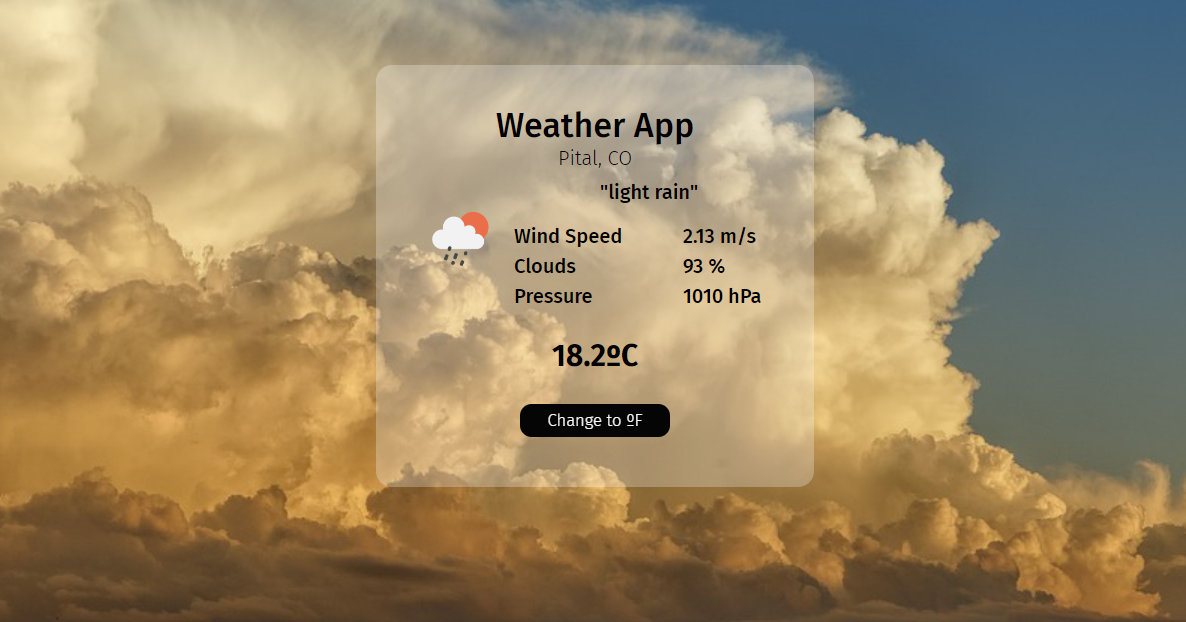 Weather App
Pital, CO
"light rain"
Wind Speed 2.13 m/s
Clouds 93 %
Pressure 1010 hPa
18.2ºC
Change to ºF